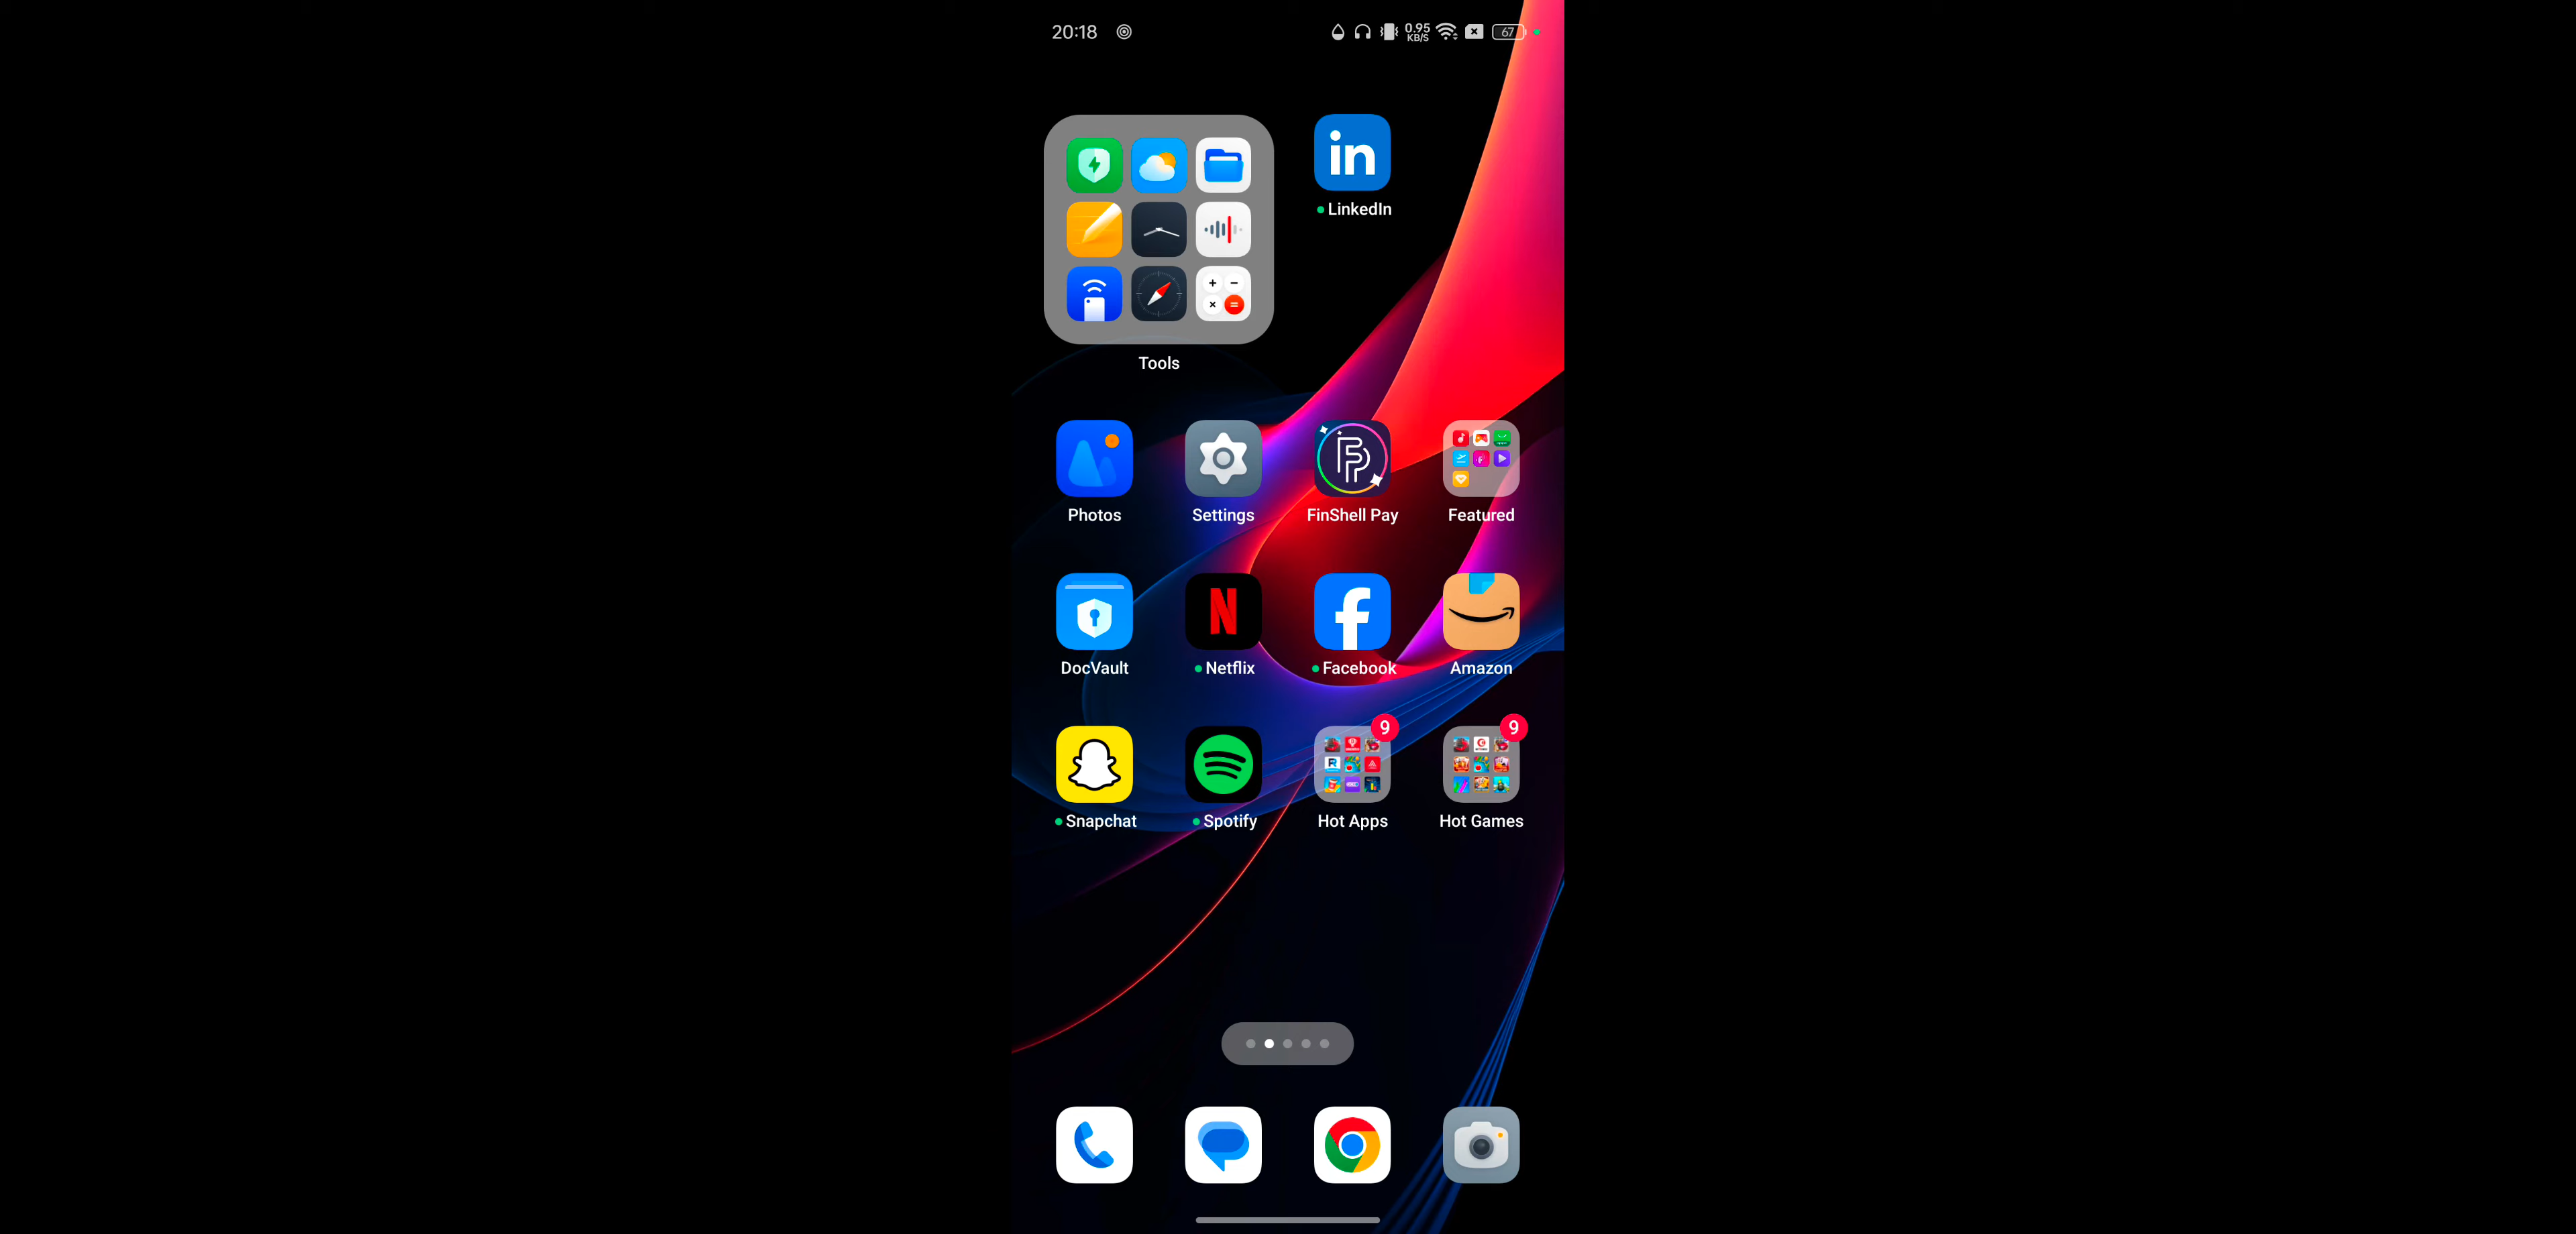 20:18 0.95 KB/S 67
in
LinkedIn
Tools
Photos Settings FinShell Pay Featured
DocVault Netflix Facebook Amazon
9 9
Snapchat Spotify Hot Apps Hot Games